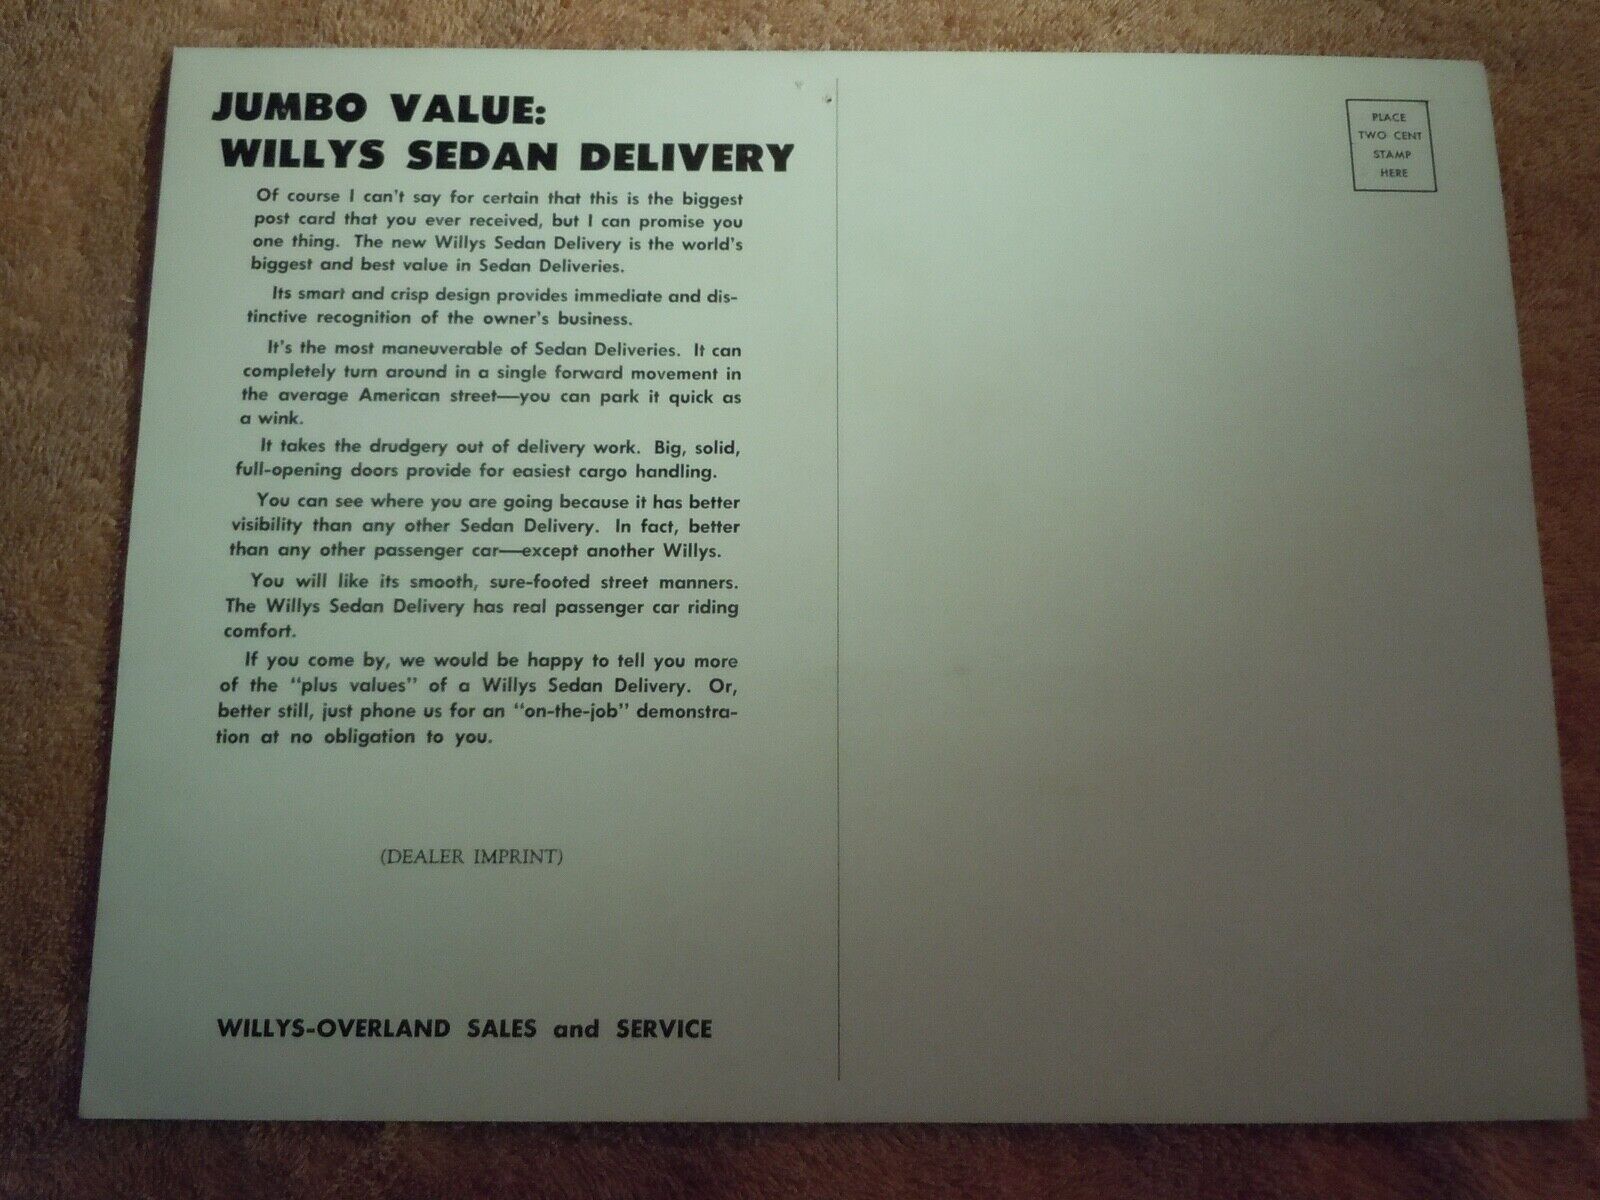 JUMBO VALUE:
WILLYS SEDAN DELIVERY
Of course I can't say for certain that this is the biggest
post card that you ever received, but I can promise you
one thing. The new Willys Sedan Delivery is the world's
biggest and best value in Sedan Deliveries.
Its smart and crisp design provides immediate and dis-
tinctive recognition of the owner's business.
It's the most maneuverable of Sedan Deliveries. It can
completely turn around in a single forward movement in
the average American street—you can park it quick as
a wink.
It takes the drudgery out of delivery work. Big, solid,
full-opening doors provide for easiest cargo handling.
You can see where you are going because it has better
visibility than any other Sedan Delivery. In fact, better
than any other passenger car—except another Willys.
You will like its smooth, sure-footed street manners.
The Willys Sedan Delivery has real passenger car riding
comfort.
If you come by, we would be happy to tell you more
of the "plus values" of a Willys Sedan Delivery. Or,
better still, just phone us for an "on-the-job" demonstra-
tion at no obligation to you.
(DEALER IMPRINT)
WILLYS-OVERLAND SALES and SERVICE
PLACE
TWO CENT
STAMP
HERE